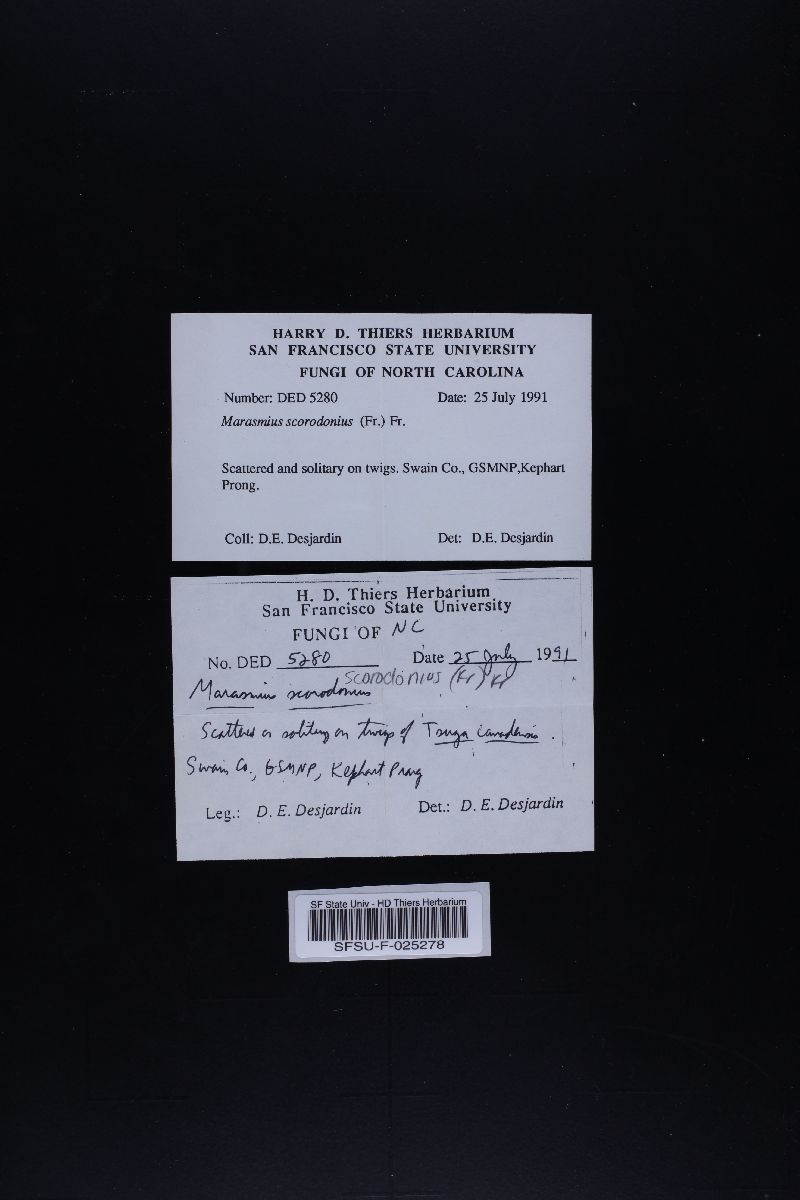 HARRY D. THIERS HERBARIUM
SAN FRANCISCO STATE UNIVERSITY
FUNGI OF NORTH CAROLINA
Number: DED 5280 Date: 25 July 1991
Marasmius scorodonius (Fr.) Fr.
Scattered and solitary on twigs. Swain Co., GSMNP,Kephart
Prong.
Coll: D.E. Desjardin Det: D.E. Desjardin
H. D. Thiers Herbarium
San Francisco State University
FUNGI OF NC
No. DED 5280 Date 25 July 1991
scorodonius (Fr) Fr
Marasmius scorodonius
Scattered or solitary on twigs of Tsuga canadensis.
Swain Co., GSMNP, Kephart Prong
Leg.: D. E. Desjardin Det.: D. E. Desjardin
SF State Univ - HD Thiers Herbarium
SFSU-F-025278